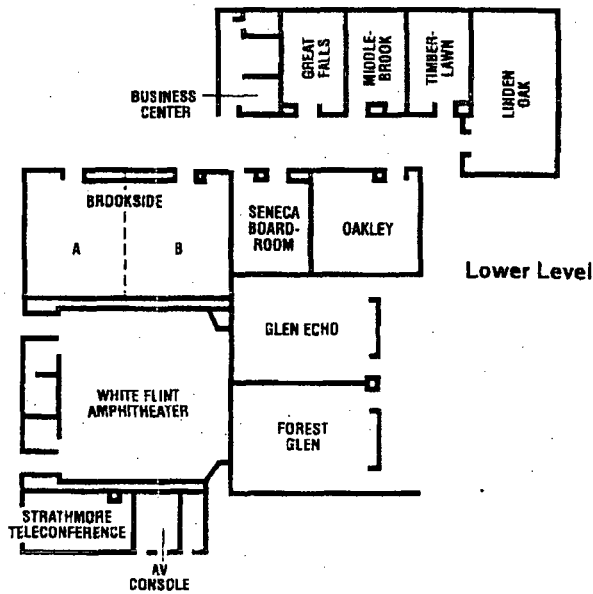 GREAT
FALLS
MIDDLE-
BROOK
TIMBER-
LAWN
LINDEN
OAK
BUSINESS
CENTER
BROOKSIDE
A
B
SENECA
BOARD-
ROOM
OAKLEY
Lower Level
GLEN ECHO
WHITE FLINT
AMPHITHEATER
FOREST
GLEN
STRATHMORE
TELECONFERENCE
AV
CONSOLE